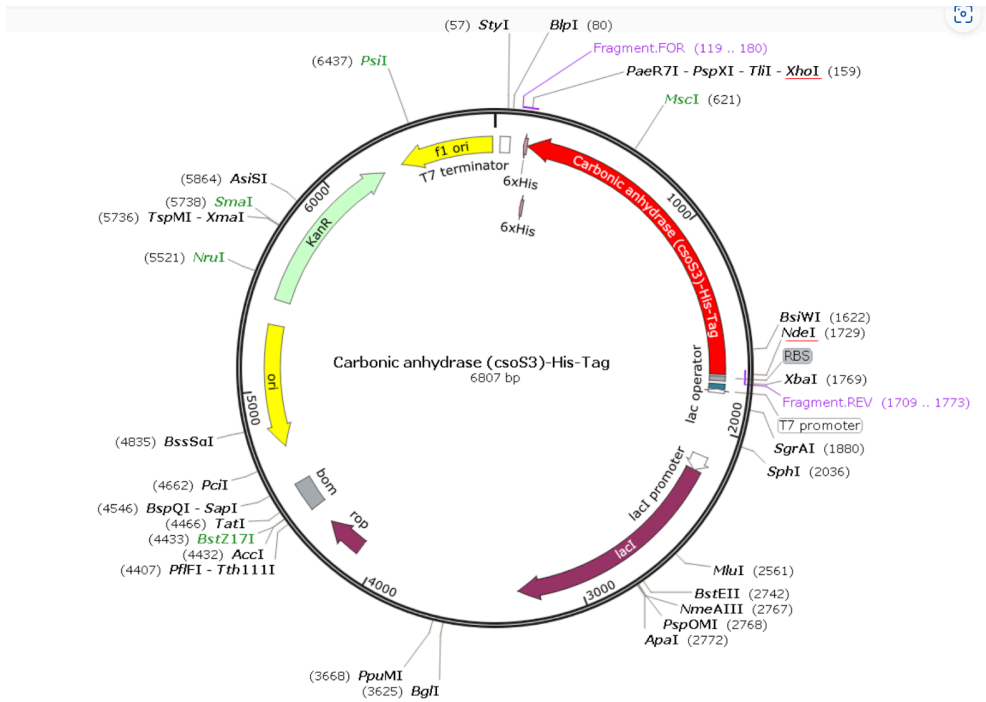 (57) StyI
BlpI (80)
Fragment.FOR (119 .. 180)
(6437) PsiI
PaeR7I - PspXI - TliI - XhoI (159)
MscI (621)
f1 ori
T7 terminator
6xHis
6xHis
Carbonic anhydrase (csoS3)-His-Tag
1000
(5864) AsiSI
6000
(5738) SmaI
(5736) TspMI - XmaI
KanR
(5521) NruI
BsiWI (1622)
NdeI (1729)
RBS
XbaI (1769)
Fragment.REV (1709 .. 1773)
T7 promoter
lac operator
2000
SgrAI (1880)
SphI (2036)
Carbonic anhydrase (csoS3)-His-Tag
6807 bp
ori
5000
(4835) BssSαI
(4662) PciI
bom
lacI promoter
(4546) BspQI - SapI
(4466) TatI
(4433) BstZ17I
(4432) AccI
(4407) PflFI - Tth111I
rop
lacI
4000
3000
MluI (2561)
BstEII (2742)
NmeAIII (2767)
PspOMI (2768)
ApaI (2772)
(3668) PpuMI
(3625) BglI